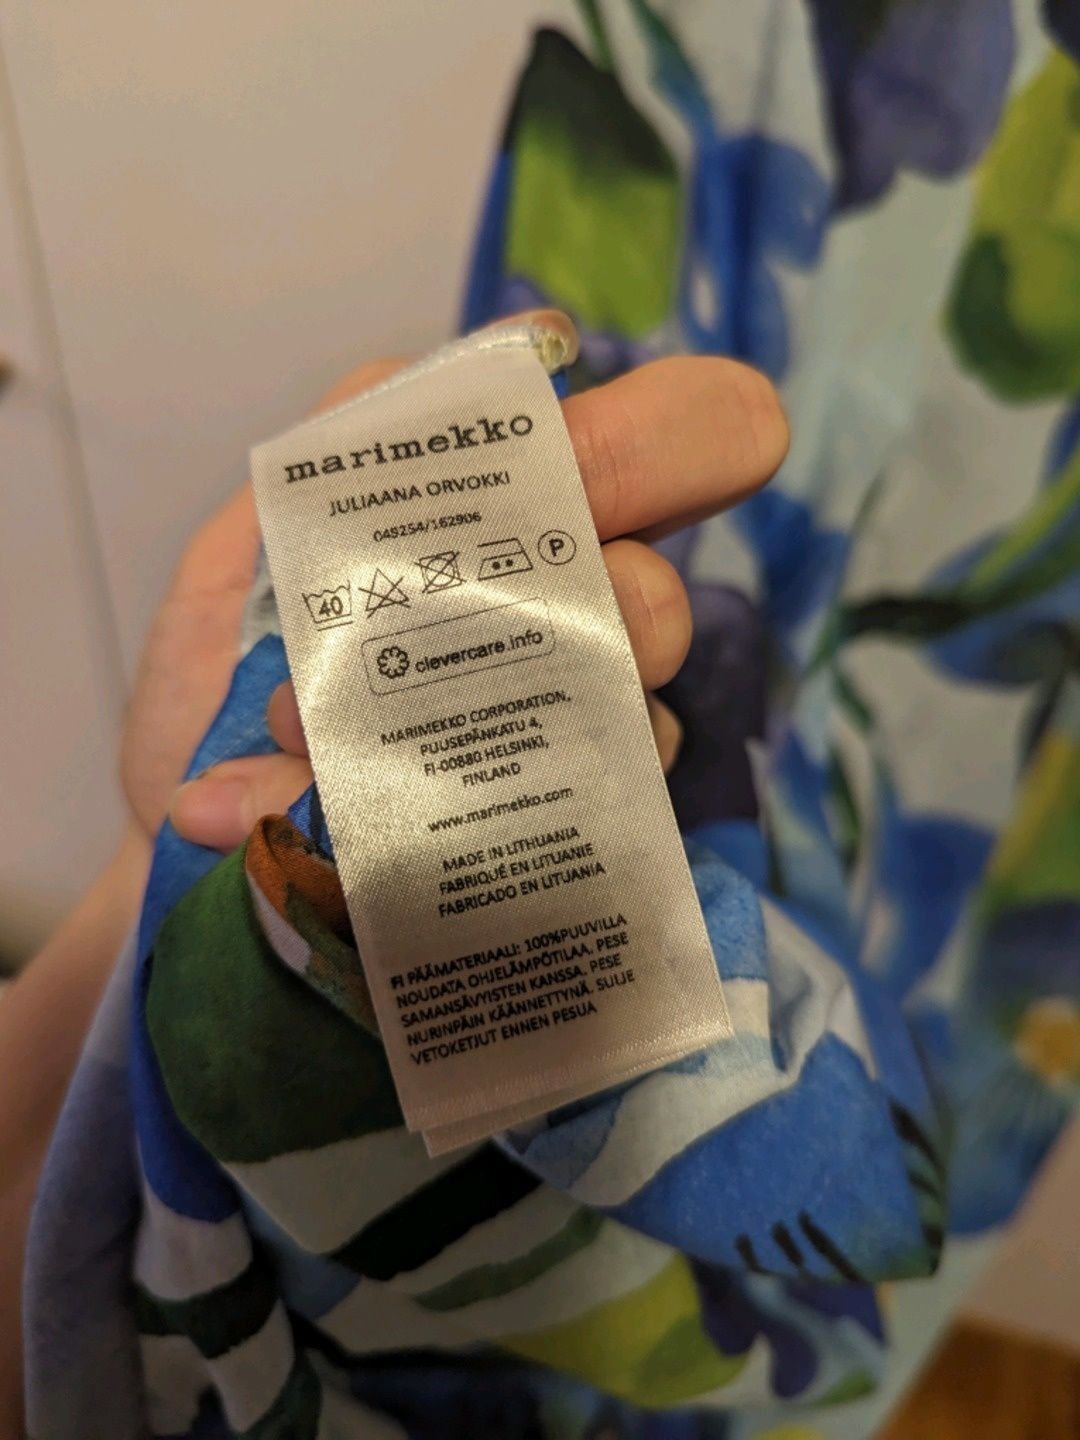 marimekko
JULIAANA ORVOKKI
048254/162906
40
P
clevercare.info
MARIMEKKO CORPORATION,
PUUSEPÄNKATU 4,
FI-00880 HELSINKI,
FINLAND
www.marimekko.com
MADE IN LITHUANIA
FABRIQUÉ EN LITUANIE
FABRICADO EN LITUANIA
FI PÄÄMATERIAALI: 100%PUUVILLA
NOUDATA OHJELÄMPÖTILAA, PESE
SAMANSÄVYISTEN KANSSA, PESE
NURINPÄIN KÄÄNNETTYNÄ. SULJE
VETOKETJUT ENNEN PESUA